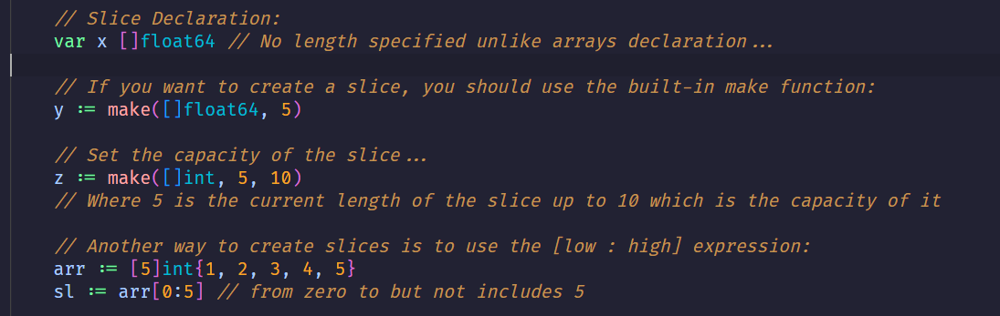 // Slice Declaration:
var x []float64 // No length specified unlike arrays declaration...
// If you want to create a slice, you should use the built-in make function:
y := make([]float64, 5)
// Set the capacity of the slice...
z := make([]int, 5, 10)
// Where 5 is the current length of the slice up to 10 which is the capacity of it
// Another way to create slices is to use the [low : high] expression:
arr := [5]int{1, 2, 3, 4, 5}
sl := arr[0:5] // from zero to but not includes 5